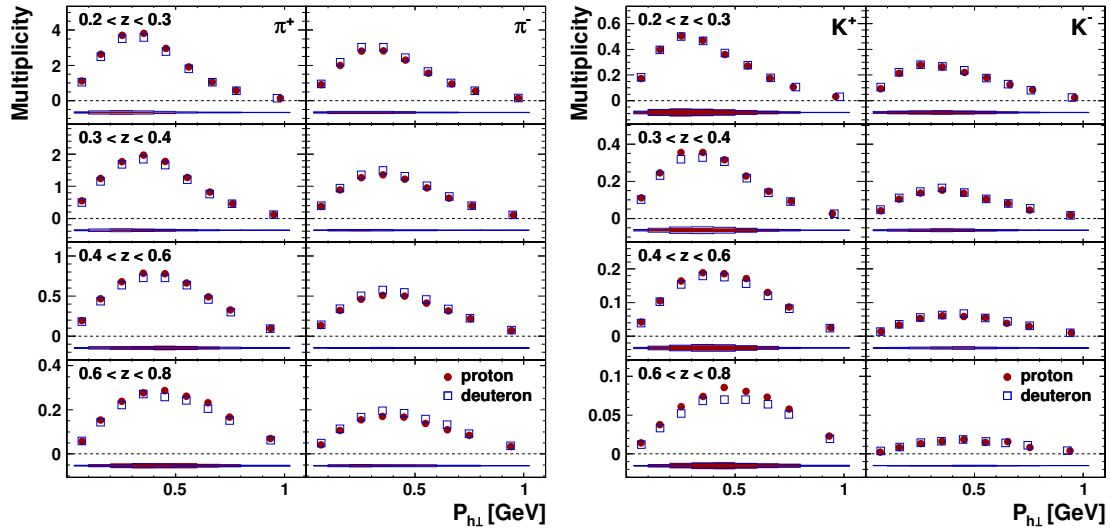 Multiplicity
0.2 < z < 0.3
π+
π-
4
2
0
0.3 < z < 0.4
2
1
0
0.4 < z < 0.6
1
0.5
0
0.6 < z < 0.8
0.4
0.2
0
proton
deuteron
0.5 1 0.5 1
Ph⊥ [GeV]
Multiplicity
0.2 < z < 0.3
K+
K-
0.6
0.4
0.2
0
0.3 < z < 0.4
0.4
0.2
0
0.4 < z < 0.6
0.2
0.1
0
0.6 < z < 0.8
0.1
0.05
0
proton
deuteron
0.5 1 0.5 1
Ph⊥ [GeV]